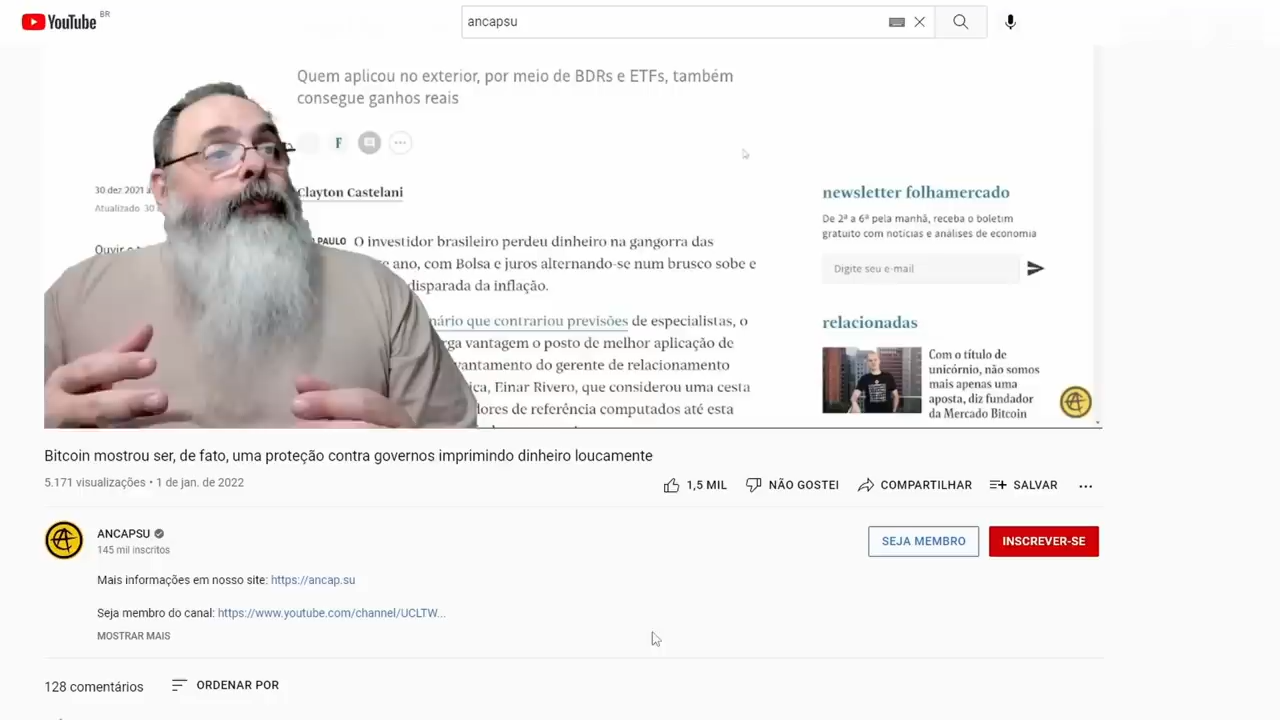 YouTube BR
ancapsu
Quem aplicou no exterior, por meio de BDRs e ETFs, também
consegue ganhos reais
F
30 dez.2021
Atualizado 30
Clayton Castelani
PAULO O investidor brasileiro perdeu dinheiro na gangorra das
ano, com Bolsa e juros alternando-se num brusco sobe e
disparada da inflação.
nário que contrariou previsões de especialistas, o
rga vantagem o posto de melhor aplicação de
vantamento do gerente de relacionamento
ica, Einar Rivero, que considerou uma cesta
dores de referência computados até esta
newsletter folhamercado
De 2ª a 6ª pela manhã, receba o boletim
gratuito com notícias e análises de economia
Digite seu e-mail
relacionadas
Com o título de
unicórnio, não somos
mais apenas uma
aposta, diz fundador
da Mercado Bitcoin
Bitcoin mostrou ser, de fato, uma proteção contra governos imprimindo dinheiro loucamente
5.171 visualizações • 1 de jan. de 2022
1,5 MIL NÃO GOSTEI COMPARTILHAR SALVAR
ANCAPSU
145 mil inscritos
SEJA MEMBRO INSCREVER-SE
Mais informações em nosso site: https://ancap.su
Seja membro do canal: https://www.youtube.com/channel/UCLTW...
MOSTRAR MAIS
128 comentários ORDENAR POR